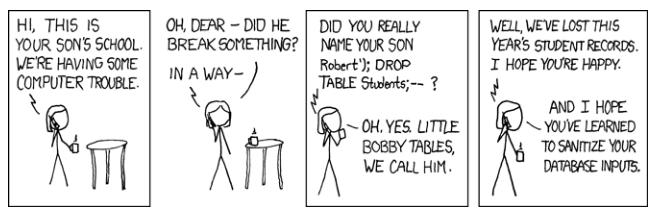 HI, THIS IS
YOUR SON'S SCHOOL.
WE'RE HAVING SOME
COMPUTER TROUBLE.
OH, DEAR – DID HE
BREAK SOMETHING?
IN A WAY–
DID YOU REALLY
NAME YOUR SON
Robert'); DROP
TABLE Students;-- ?
OH, YES. LITTLE
BOBBY TABLES,
WE CALL HIM.
WELL, WE'VE LOST THIS
YEAR'S STUDENT RECORDS.
I HOPE YOU'RE HAPPY.
AND I HOPE
YOU'VE LEARNED
TO SANITIZE YOUR
DATABASE INPUTS.